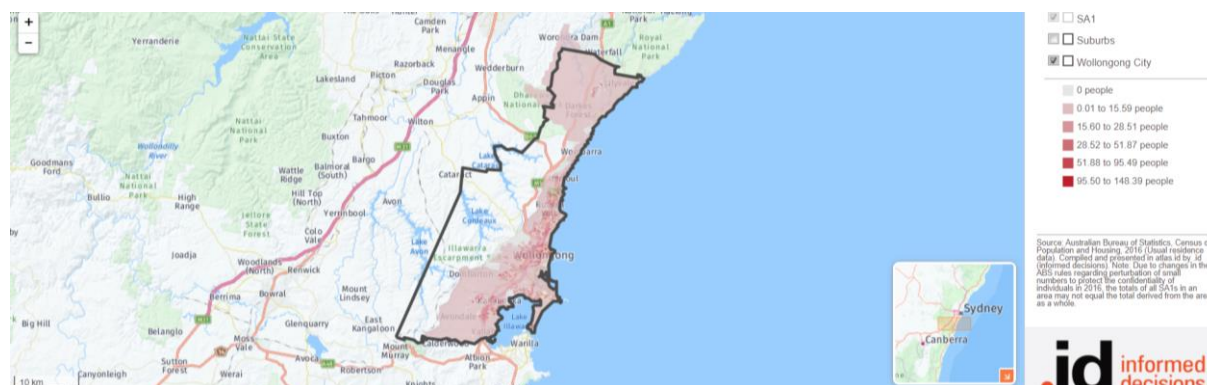 +
−
Yerranderie
Nattai State
Conservation
Area
Camden
Park
Menangle
Razorback
Picton
Douglas
Park
Lakesland
Wedderburn
Appin
Woronora Dam
Waterfall
Park
Royal
National
Park
Tahmoor
Wilton
Nattai
National
Park
Buxton
Bargo
Wollondilly
River
Goodmans
Ford
Wattle
Ridge
Balmoral
(South)
Hill Top
(North)
Yerrinbool
Avon
Cataract
Lake
Lake
Cordeaux
Lake
Avon
Nattai
National
Park
Bullio
High
Range
Jellore
State
Forest
Colo
Vale
Illawarra
Escarpment
Wollongong
Joadja
Woodlands
(North)
Renwick
Mount
Lindsey
Berrima
Bowral
East
Kangaloon
Glenquarry
Big Hill
Belanglo
Moss
Vale
Mount
Murray
Calderwood
Albion
Park
Lake
Warilla
Sutton
Forest
Avoca
Robertson
Canyonleigh
Werai
Knights
10 km
Sydney
Canberra
SA1
Suburbs
Wollongong City
0 people
0.01 to 15.59 people
15.60 to 28.51 people
28.52 to 51.87 people
51.88 to 95.49 people
95.50 to 148.39 people
Source: Australian Bureau of Statistics, Census o
Population and Housing, 2016 (Usual residence
data). Compiled and presented in atlas id by .id
(informed decisions). Note: Due to changes in the
ABS rules regarding perturbation of small
numbers to protect the confidentiality of
individuals in 2016, the totals of all SA1s in an
area may not equal the total derived from the are
as a whole.
.id informed
decisions